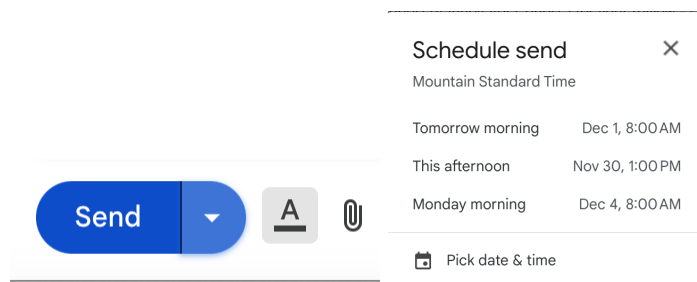 Send
A
Schedule send
Mountain Standard Time
Tomorrow morning Dec 1, 8:00 AM
This afternoon Nov 30, 1:00 PM
Monday morning Dec 4, 8:00 AM
Pick date & time